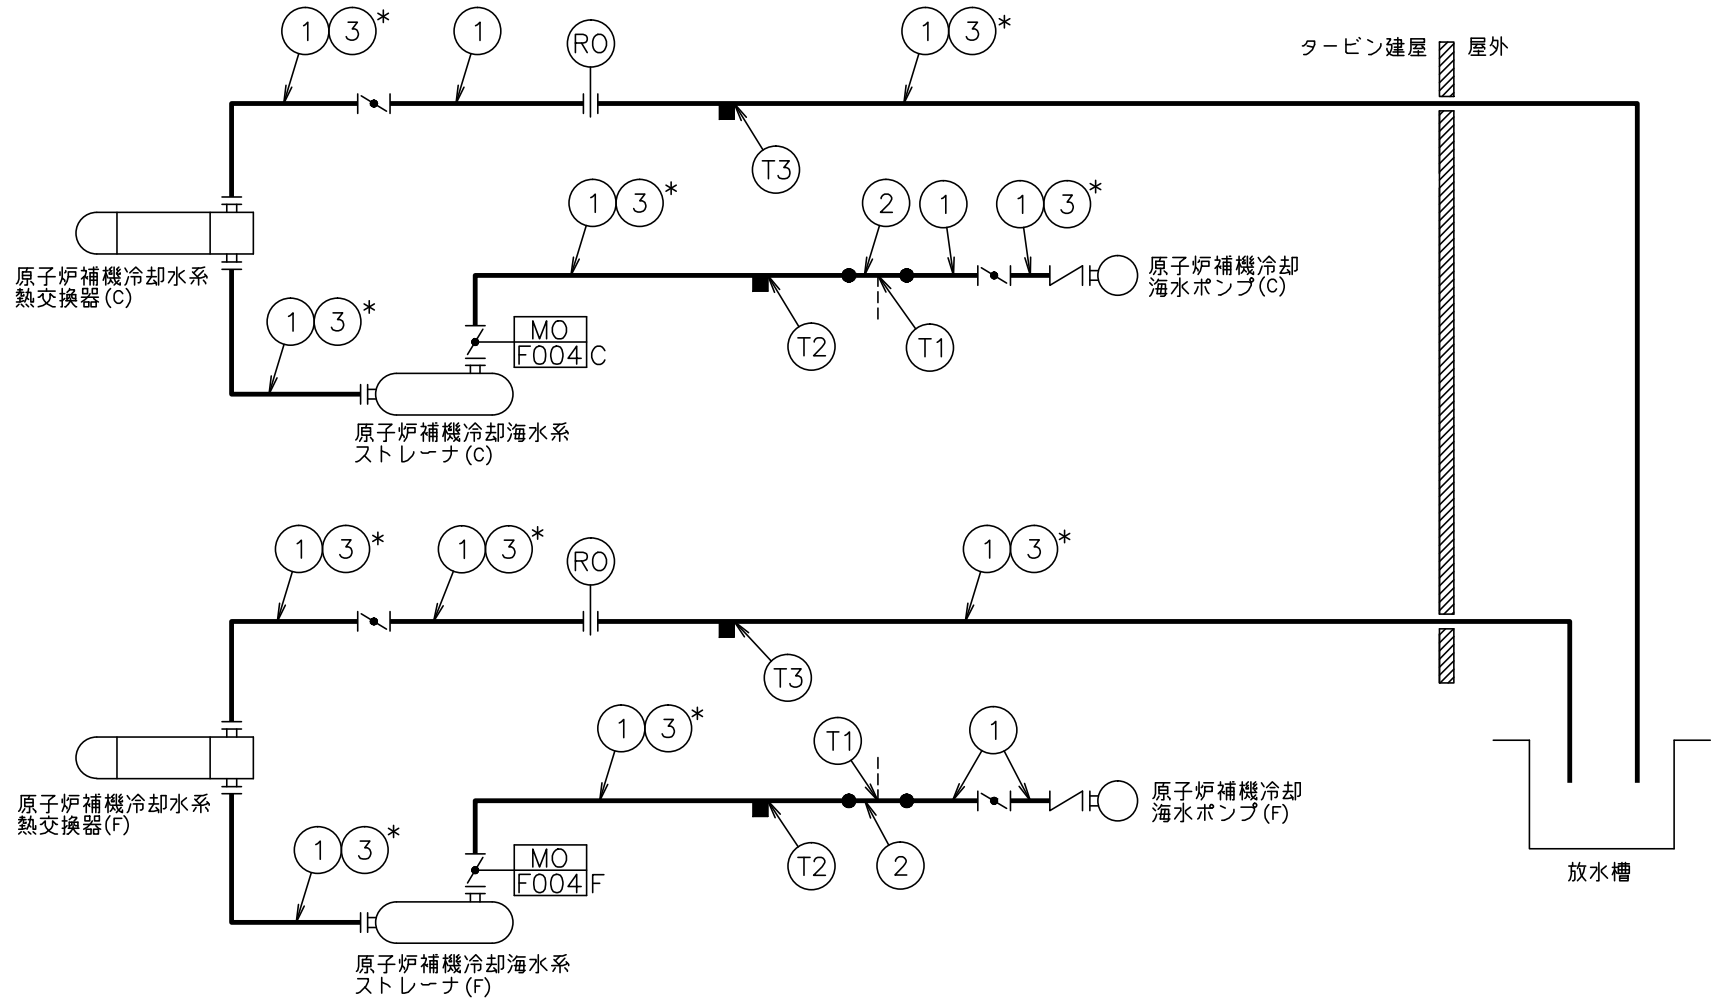 1 3 *
1
RO
1 3 *
タービン建屋
屋外
T3
1 3 *
2
1
1 3 *
原子炉補機冷却水系
熱交換器(C)
原子炉補機冷却
海水ポンプ(C)
1 3 *
MO
F004 C
T2
T1
原子炉補機冷却海水系
ストレーナ(C)
1 3 *
1 3 *
RO
1 3 *
T3
1 3 *
T1
1
原子炉補機冷却水系
熱交換器(F)
原子炉補機冷却
海水ポンプ(F)
1 3 *
MO
F004 F
T2
2
放水槽
原子炉補機冷却海水系
ストレーナ(F)